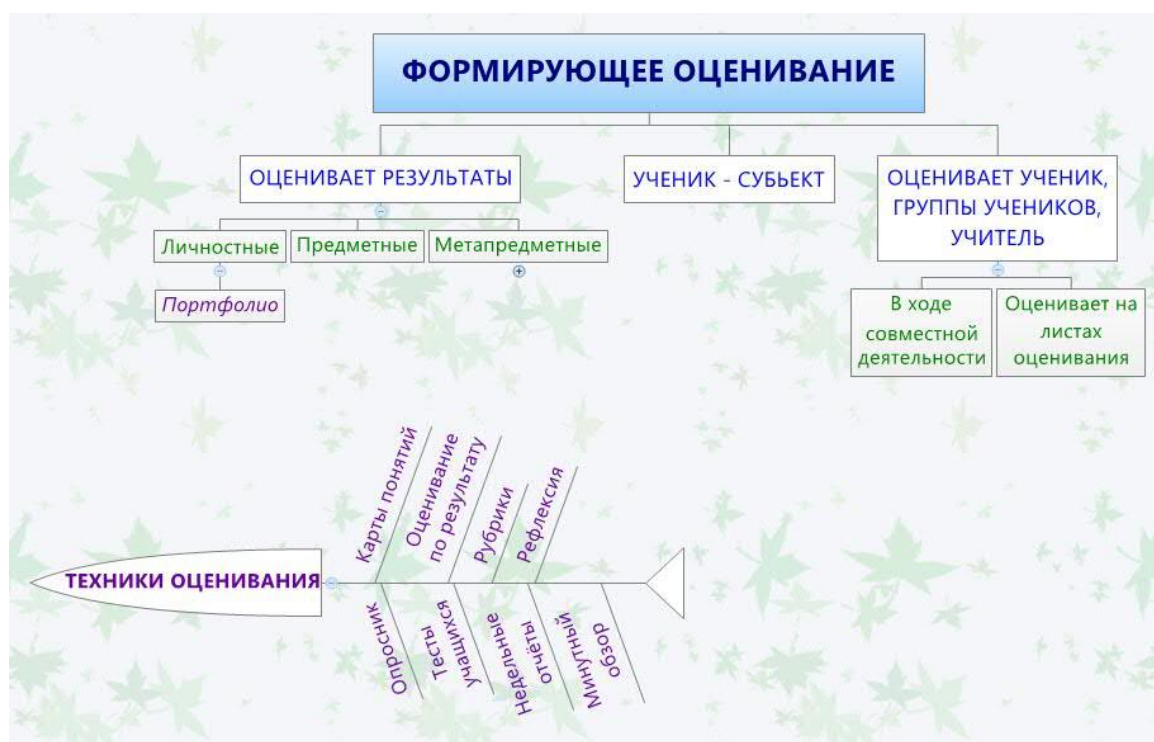 ФОРМИРУЮЩЕЕ ОЦЕНИВАНИЕ
ОЦЕНИВАЕТ РЕЗУЛЬТАТЫ
УЧЕНИК - СУБЬЕКТ
ОЦЕНИВАЕТ УЧЕНИК,
ГРУППЫ УЧЕНИКОВ,
УЧИТЕЛЬ
Личностные
Предметные
Метапредметные
Портфолио
В ходе
совместной
деятельности
Оценивает на
листах
оценивания
Карты понятий
Оценивание
по результату
Рубрики
Рефлексия
ТЕХНИКИ ОЦЕНИВАНИЯ
Опросник
Тесты
учащихся
Недельные
отчёты
Минутный
обзор